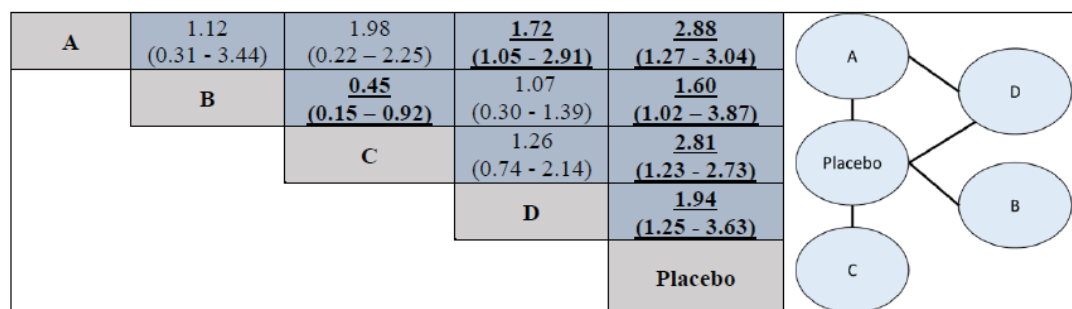 A
1.12
(0.31 - 3.44)
1.98
(0.22 – 2.25)
1.72
(1.05 - 2.91)
2.88
(1.27 - 3.04)
B
0.45
(0.15 – 0.92)
1.07
(0.30 - 1.39)
1.60
(1.02 – 3.87)
C
1.26
(0.74 - 2.14)
2.81
(1.23 - 2.73)
D
1.94
(1.25 - 3.63)
Placebo
A
D
Placebo
B
C